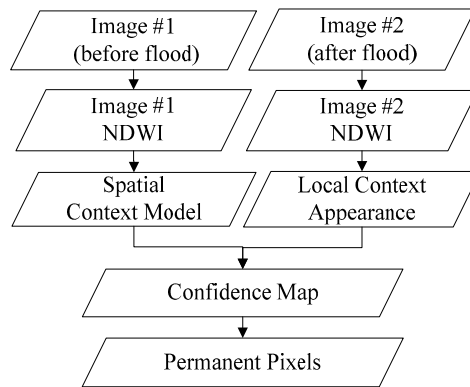 Image #1
(before flood)
Image #2
(after flood)
Image #1
NDWI
Image #2
NDWI
Spatial
Context Model
Local Context
Appearance
Confidence Map
Permanent Pixels